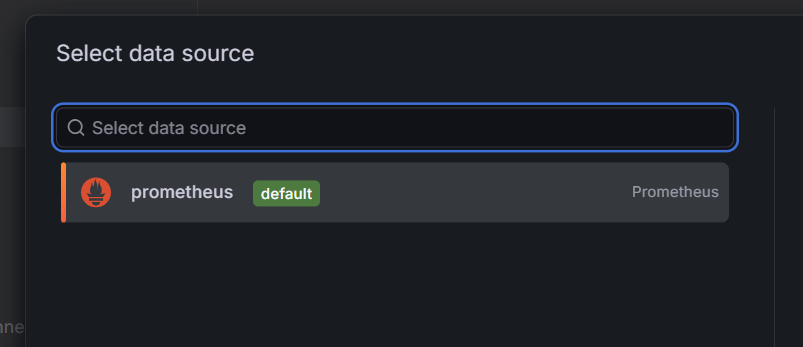 Select data source
Select data source
prometheus default Prometheus